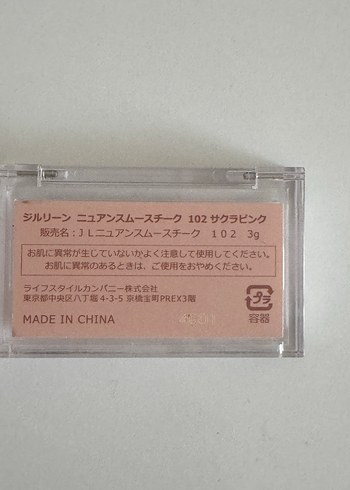 ジルリーン ニュアンスムースチーク 102 サクラピンク
販売名：ＪＬニュアンスムースチーク １０２ 3g
お肌に異常が生じていないかよく注意して使用してください。
お肌に異常のあるときは、ご使用をおやめください。
ライフスタイルカンパニー株式会社
東京都中央区八丁堀4-3-5 京橋宝町PREX3階
MADE IN CHINA
プラ
容器